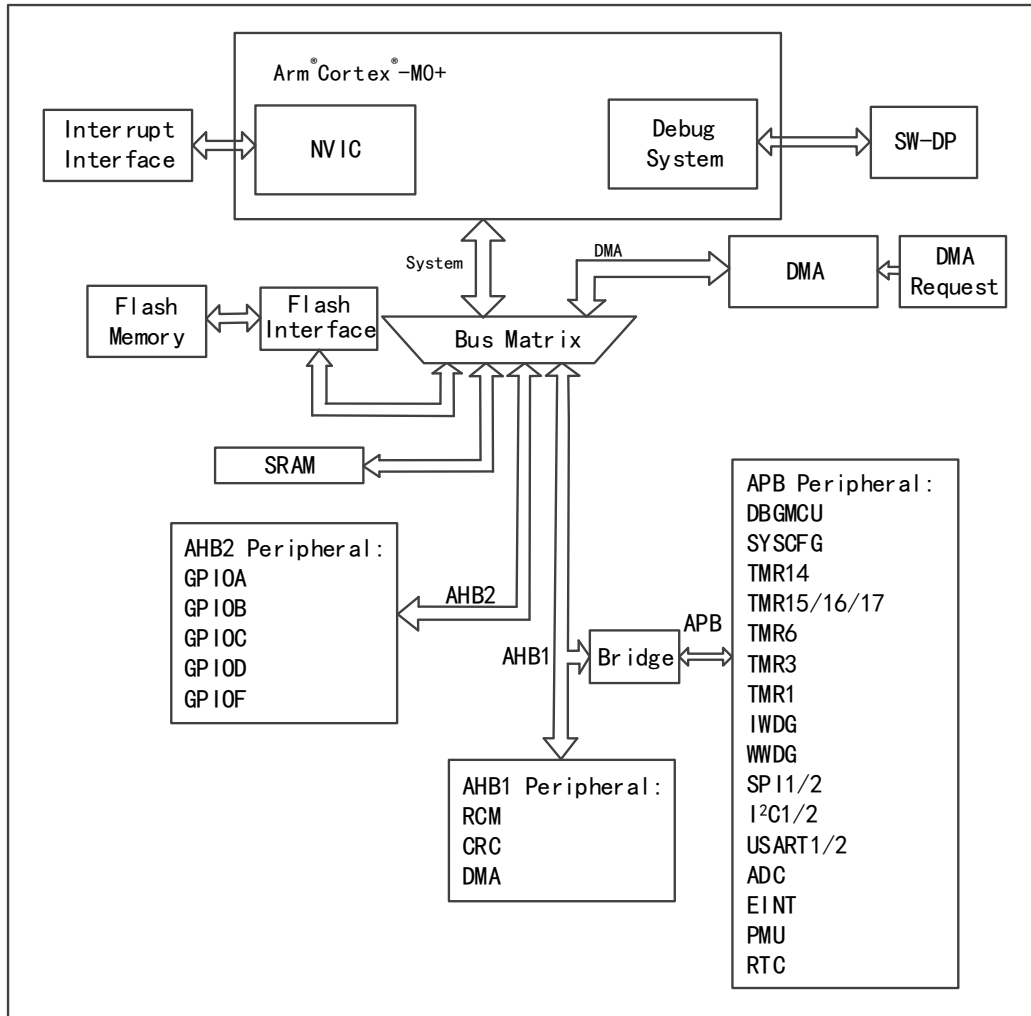 Arm®Cortex®-M0+
Interrupt
Interface
NVIC
Debug
System
SW-DP
System
DMA
DMA
DMA
Request
Flash
Memory
Flash
Interface
Bus Matrix
SRAM
AHB2 Peripheral:
GPIOA
GPIOB
GPIOC
GPIOD
GPIOF
AHB2
AHB1
Bridge
APB
APB Peripheral:
DBGMCU
SYSCFG
TMR14
TMR15/16/17
TMR6
TMR3
TMR1
IWDG
WWDG
SPI1/2
I²C1/2
USART1/2
ADC
EINT
PMU
RTC
AHB1 Peripheral:
RCM
CRC
DMA